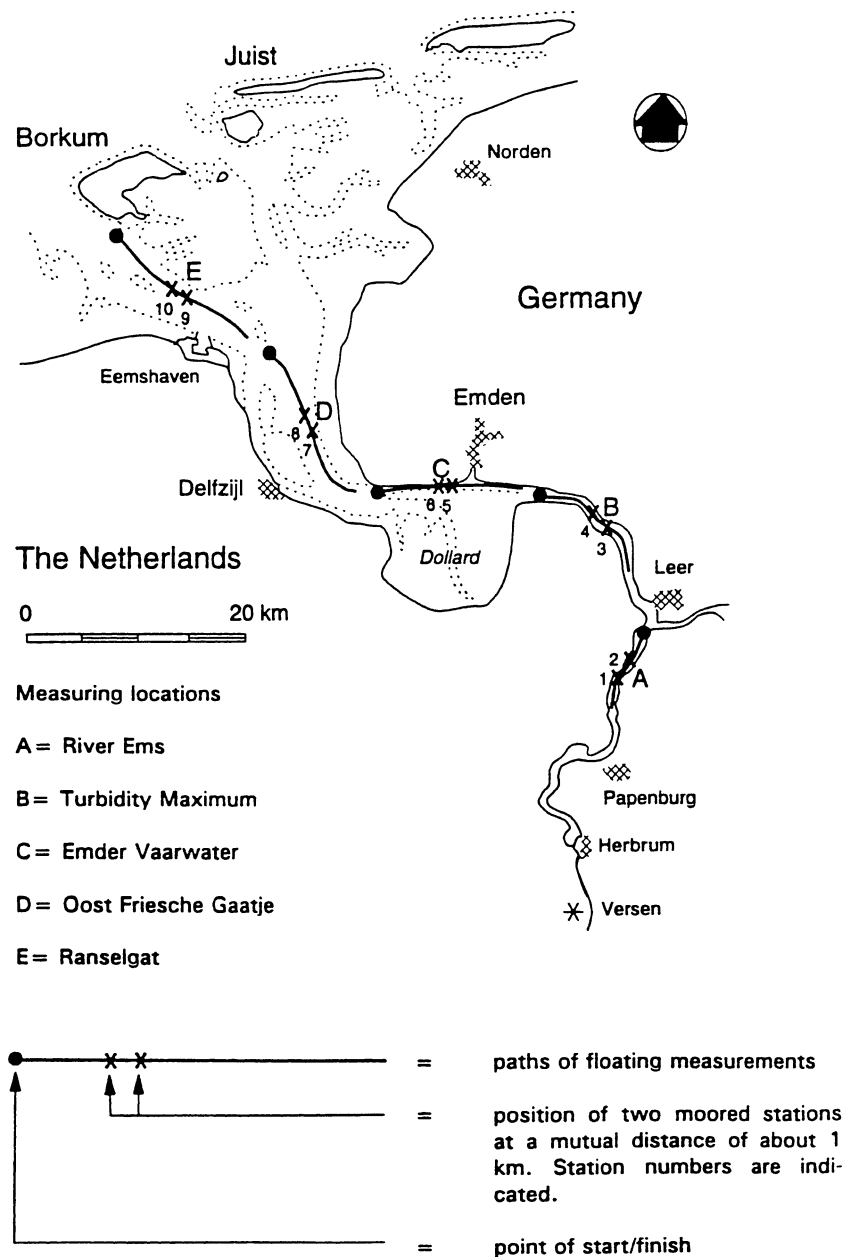 Juist
Borkum
Norden
E
10
9
Germany
Eemshaven
Emden
D
8
7
C
Delfzijl
6 5
B
4
3
The Netherlands
Dollard
Leer
0 20 km
2
1
A
Measuring locations
A= River Ems
Papenburg
B= Turbidity Maximum
Herbrum
C= Emder Vaarwater
D= Oost Friesche Gaatje
Versen
E= Ranselgat
= paths of floating measurements
= position of two moored stations
at a mutual distance of about 1
km. Station numbers are indi-
cated.
= point of start/finish